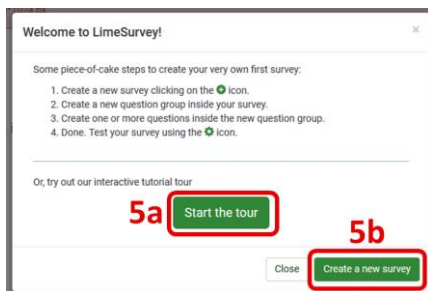 Welcome to LimeSurvey!
×
Some piece-of-cake steps to create your very own first survey:
1. Create a new survey clicking on the icon.
2. Create a new question group inside your survey.
3. Create one or more questions inside the new question group.
4. Done. Test your survey using the icon.
Or, try out our interactive tutorial tour
5a Start the tour
5b
Close Create a new survey